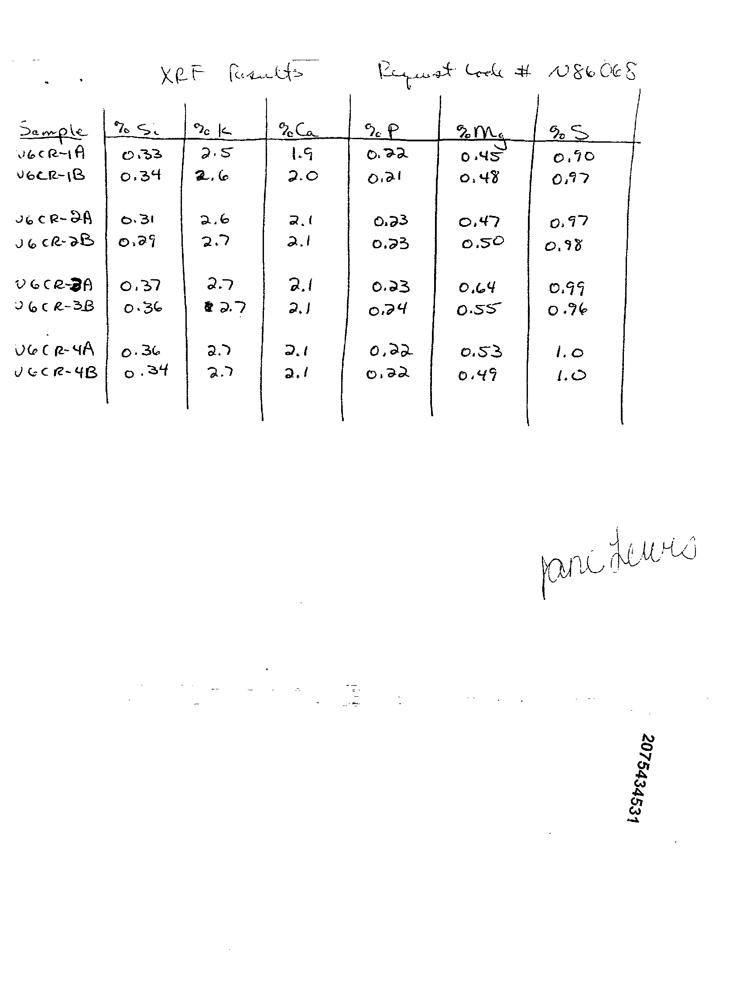 XRF Results Request Code # N86068
Sample % Si % K % Ca % P % Mg % S
U6CR-1A 0.33 2.5 1.9 0.22 0.45 0.90
U6CR-1B 0.34 2.6 2.0 0.21 0.48 0.97
U6CR-2A 0.31 2.6 2.1 0.23 0.47 0.97
U6CR-2B 0.29 2.7 2.1 0.23 0.50 0.98
U6CR-3A 0.37 2.7 2.1 0.23 0.64 0.99
U6CR-3B 0.36 2.7 2.1 0.24 0.55 0.96
U6CR-4A 0.36 2.7 2.1 0.22 0.53 1.0
U6CR-4B 0.34 2.7 2.1 0.22 0.49 1.0
Jane Lewis
2075434531